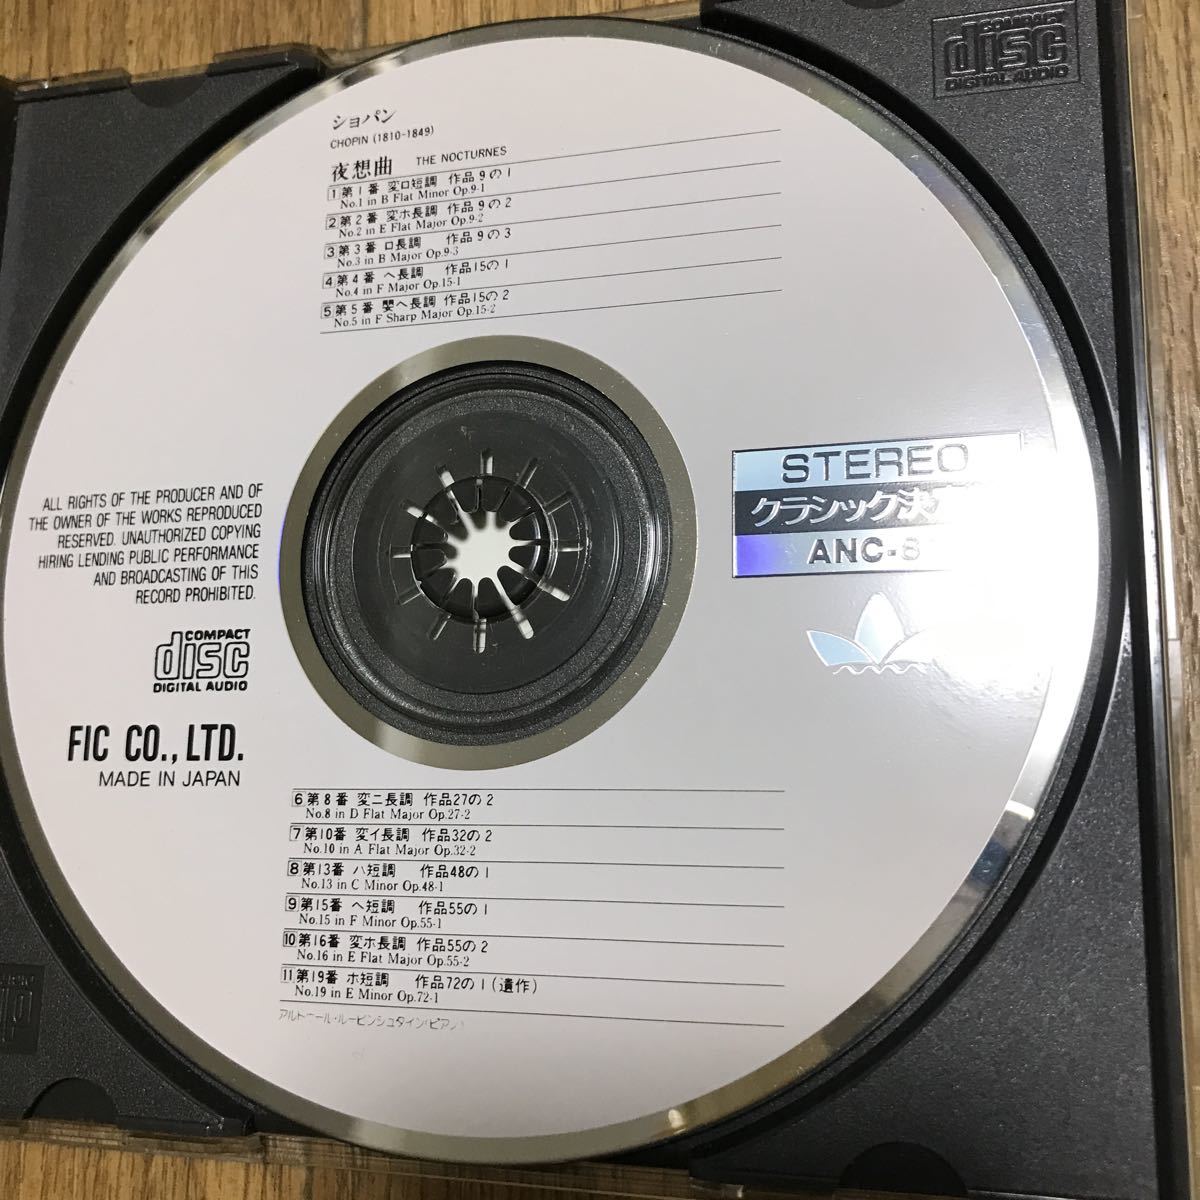 ショパン
CHOPIN (1810-1849)
夜想曲 THE NOCTURNES
1 第1番 変ロ短調 作品9の1
No.1 in B Flat Minor Op.9-1
2 第2番 変ホ長調 作品9の2
No.2 in E Flat Major Op.9-2
3 第3番 ロ長調 作品9の3
No.3 in B Major Op.9-3
4 第4番 ヘ長調 作品15の1
No.4 in F Major Op.15-1
5 第5番 嬰ヘ長調 作品15の2
No.5 in F Sharp Major Op.15-2
ALL RIGHTS OF THE PRODUCER AND OF
THE OWNER OF THE WORKS REPRODUCED
RESERVED. UNAUTHORIZED COPYING
HIRING LENDING PUBLIC PERFORMANCE
AND BROADCASTING OF THIS
RECORD PROHIBITED.
COMPACT
disc
DIGITAL AUDIO
FIC CO., LTD.
MADE IN JAPAN
STEREO
クラシック決
ANC-8
6 第8番 変ニ長調 作品27の2
No.8 in D Flat Major Op.27-2
7 第10番 変イ長調 作品32の2
No.10 in A Flat Major Op.32-2
8 第13番 ハ短調 作品48の1
No.13 in C Minor Op.48-1
9 第15番 ヘ短調 作品55の1
No.15 in F Minor Op.55-1
10 第16番 変ホ長調 作品55の2
No.16 in E Flat Major Op.55-2
11 第19番 ホ短調 作品72の1(遺作)
No.19 in E Minor Op.72-1
ルービンシュタイン
COMPACT
disc
DIGITAL AUDIO